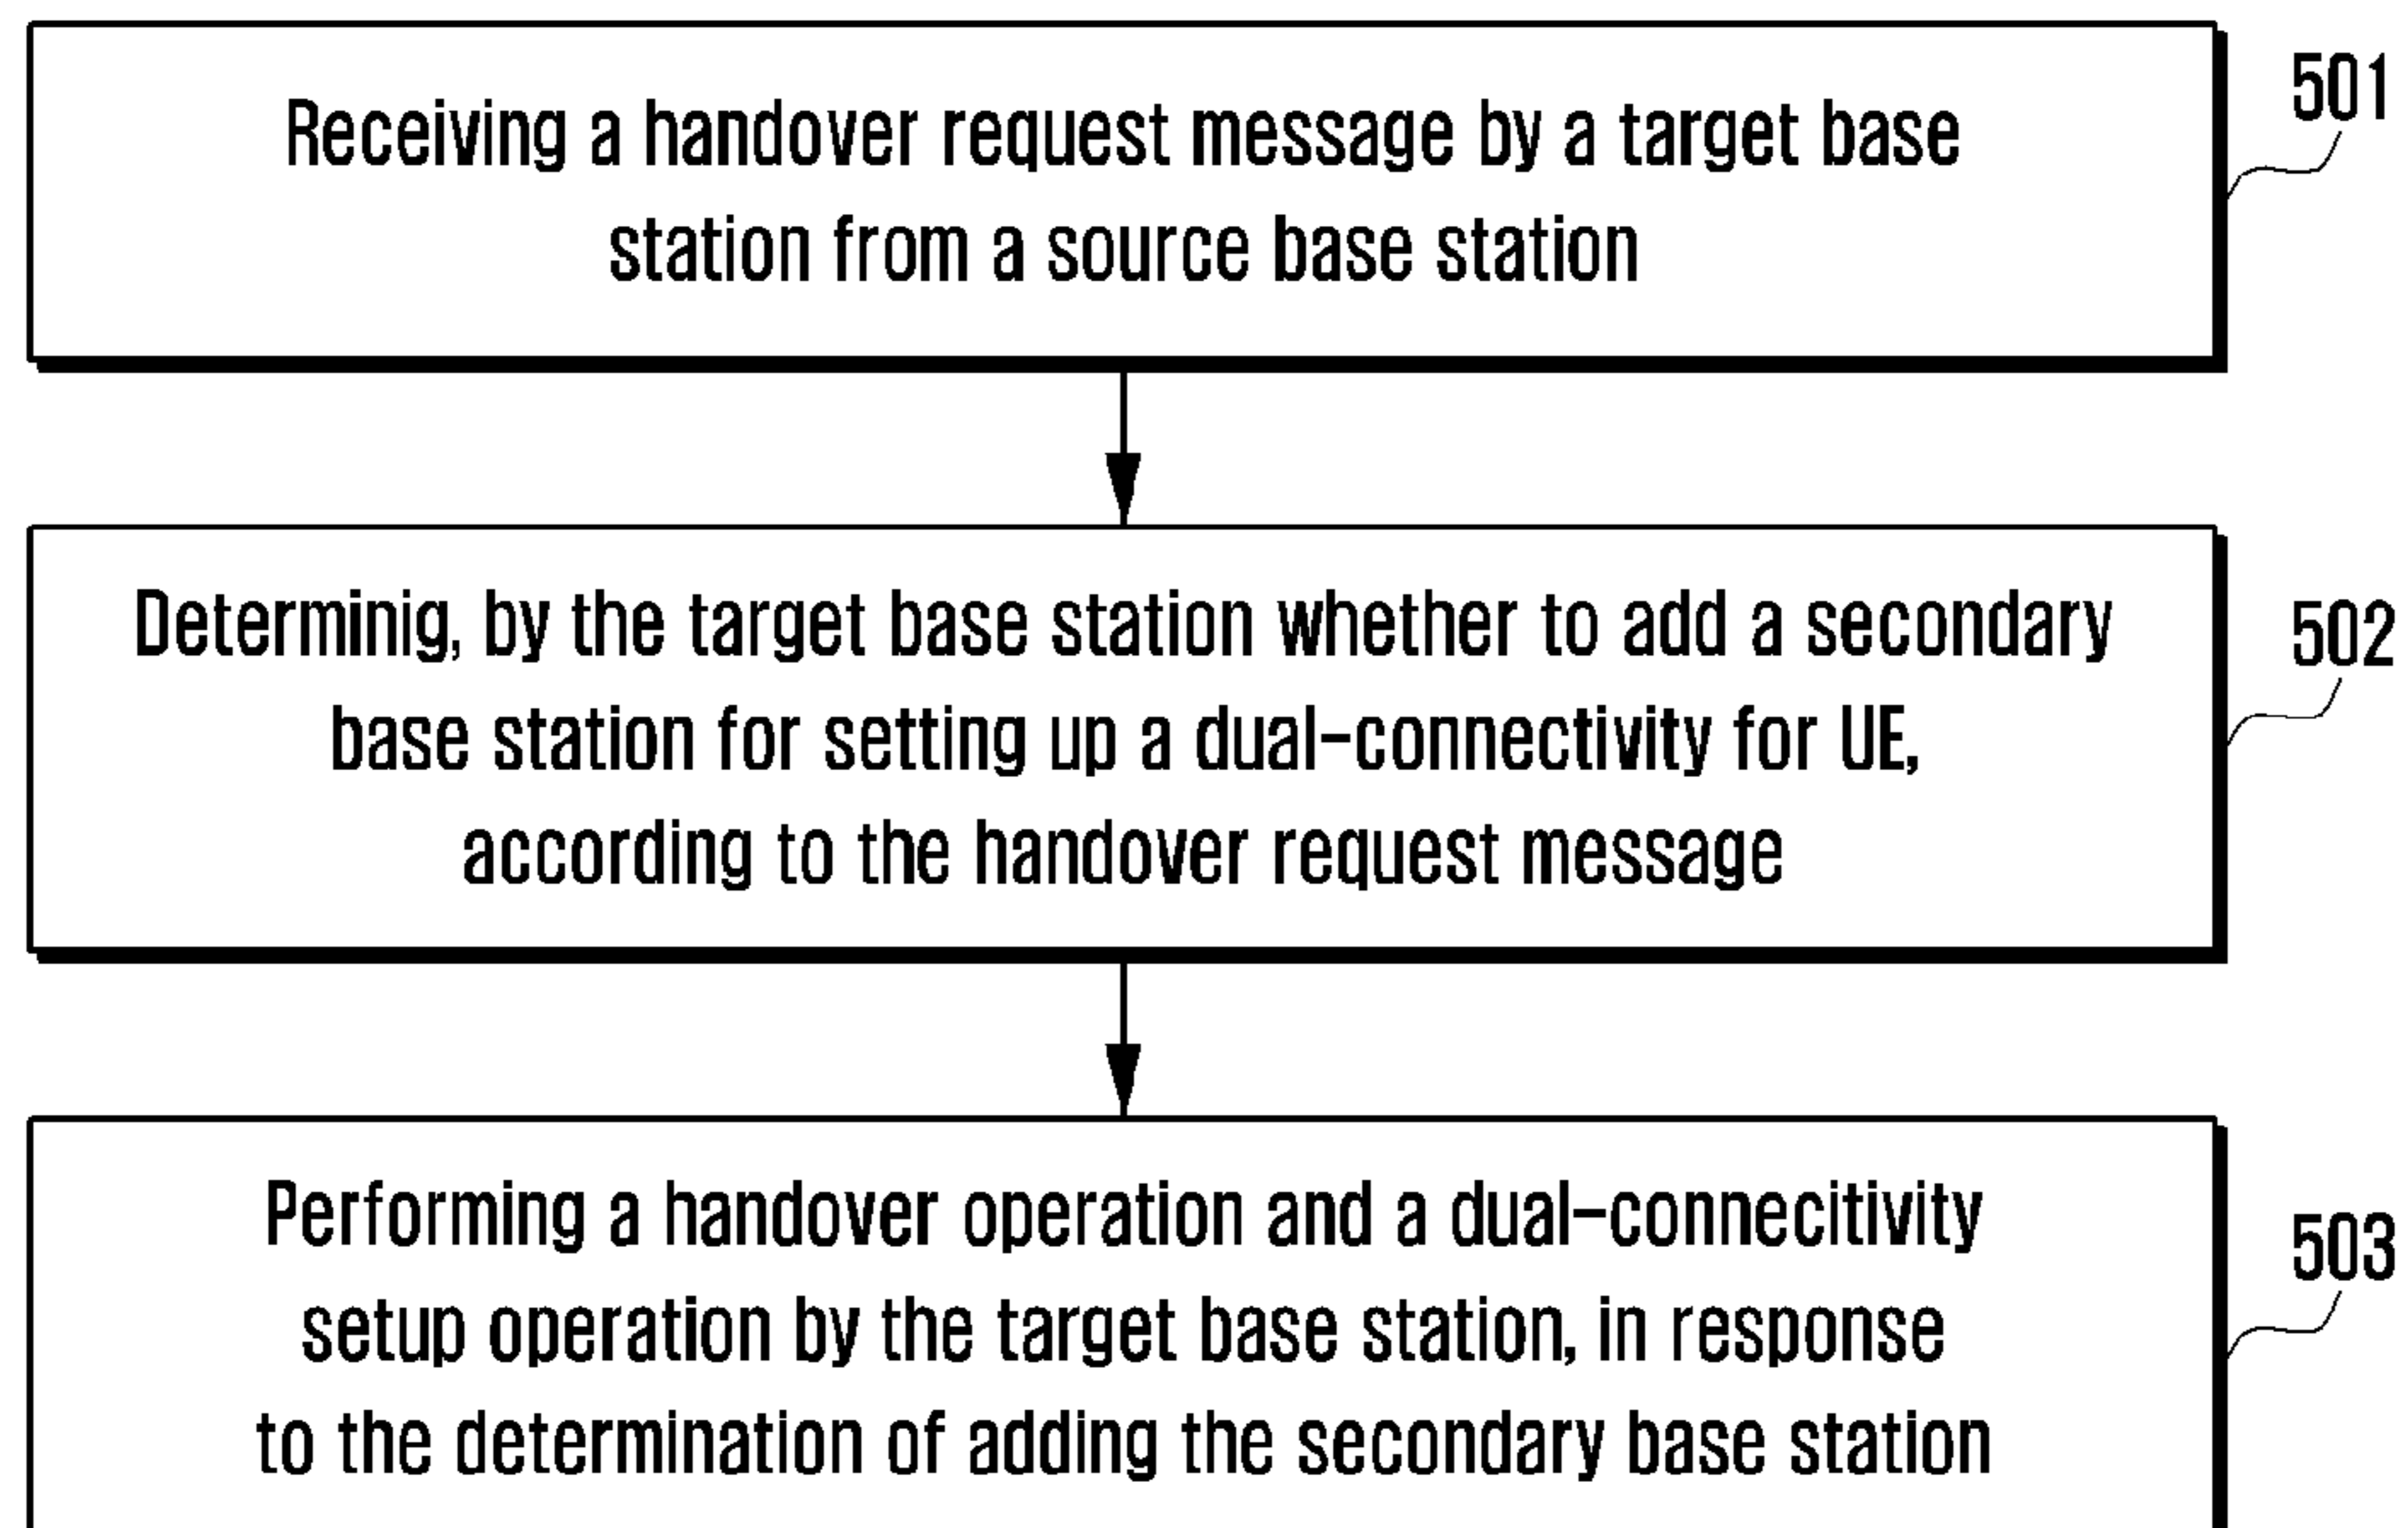 Receiving a handover request message by a target base
station from a source base station
501
Determinig, by the target base station whether to add a secondary
base station for setting up a dual-connectivity for UE,
according to the handover request message
502
Performing a handover operation and a dual-connecitivity
setup operation by the target base station, in response
to the determination of adding the secondary base station
503